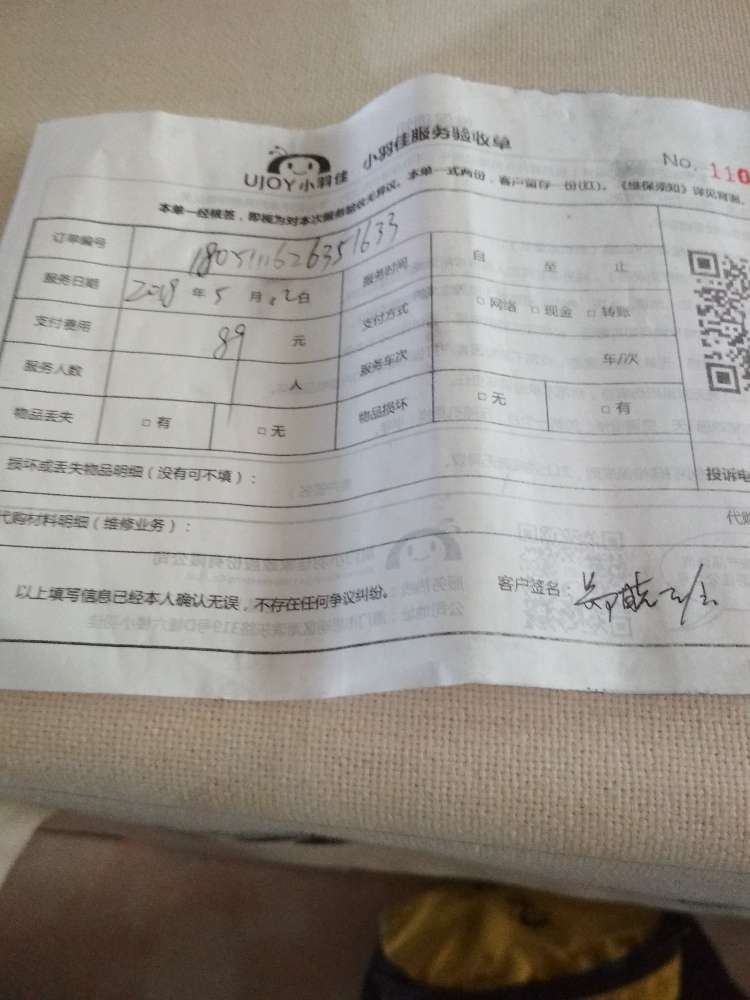 UJOY小羽佳 小羽佳服务验收单
No. 110
本单一经核签，即视为对本次服务验收无异议。本单一式两份，客户留存一份(红)。《维保须知》详见背面。
订单编号 180511162635 1633
服务日期 2018 年 5 月 12 日 服务时间 自 至 止
支付费用 89 元 支付方式 □网络 □现金 □转账
服务人数 人 服务车次 车/次
物品丢失 □有 □无 物品损坏 □无 □有
损坏或丢失物品明细（没有可不填）： 投诉电
代购材料明细（维修业务）： 代购
以上填写信息已经本人确认无误，不存在任何争议纠纷。 客户签名：